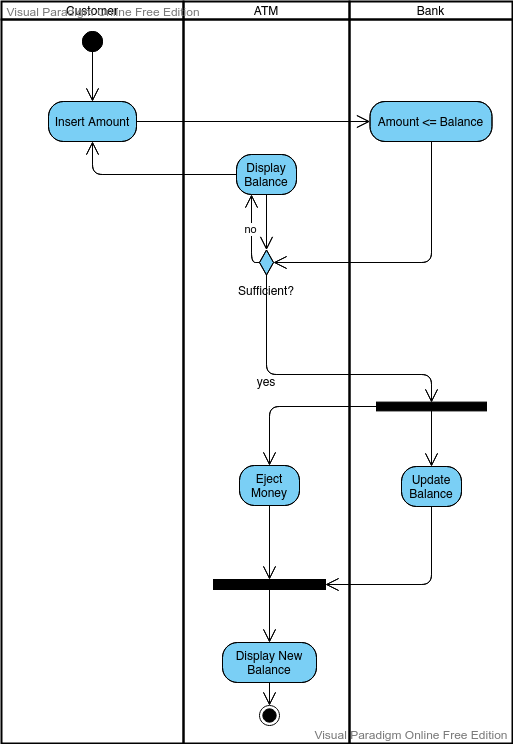 Visual Paradigm Online Free Edition
Customer
ATM
Bank
Insert Amount
Amount <= Balance
Display
Balance
no
Sufficient?
yes
Eject
Money
Update
Balance
Display New
Balance
Visual Paradigm Online Free Edition